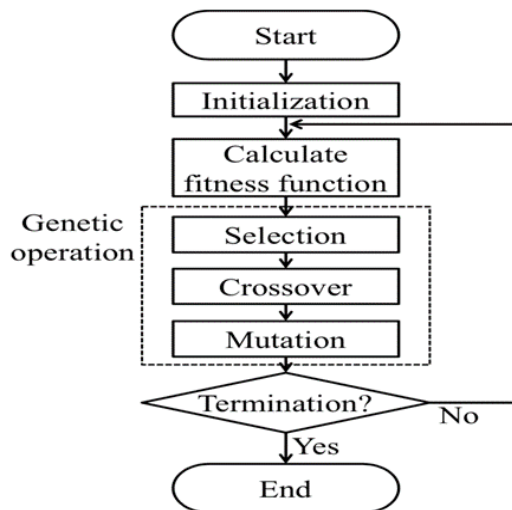 Start
Initialization
Calculate
fitness function
Genetic
operation
Selection
Crossover
Mutation
Termination?
No
Yes
End